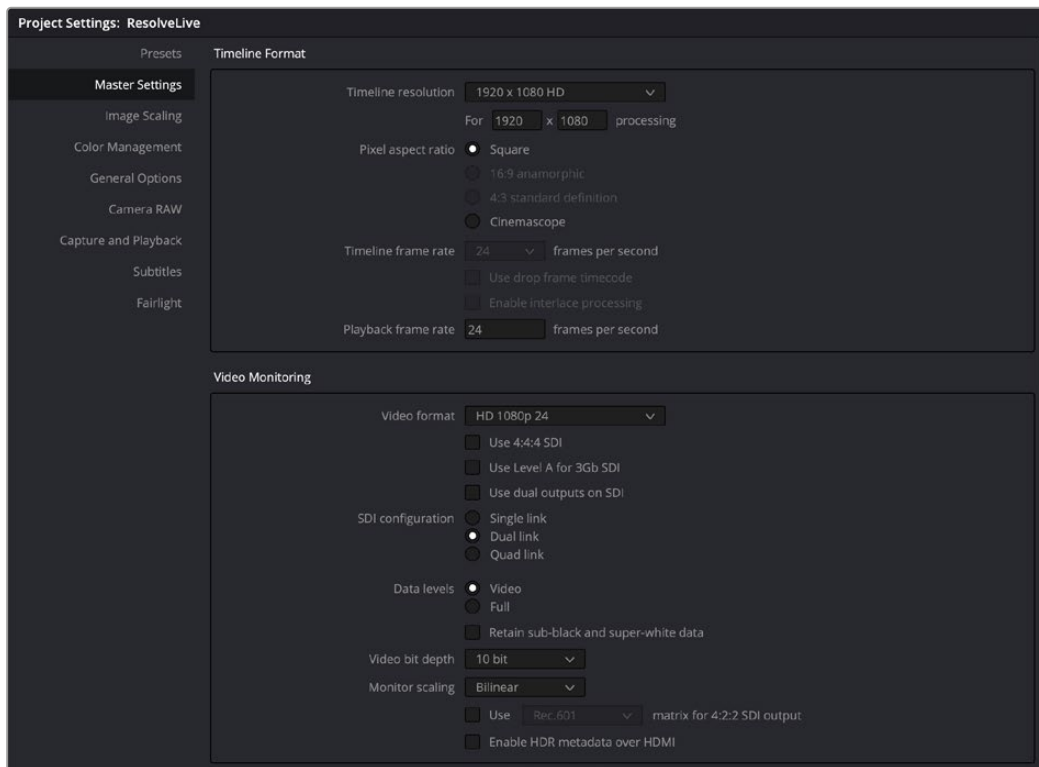 Project Settings: ResolveLive
Presets
Master Settings
Image Scaling
Color Management
General Options
Camera RAW
Capture and Playback
Subtitles
Fairlight
Timeline Format
Timeline resolution 1920 x 1080 HD
For 1920 x 1080 processing
Pixel aspect ratio Square
16:9 anamorphic
4:3 standard definition
Cinemascope
Timeline frame rate 24 frames per second
Use drop frame timecode
Enable interlace processing
Playback frame rate 24 frames per second
Video Monitoring
Video format HD 1080p 24
Use 4:4:4 SDI
Use Level A for 3Gb SDI
Use dual outputs on SDI
SDI configuration Single link
Dual link
Quad link
Data levels Video
Full
Retain sub-black and super-white data
Video bit depth 10 bit
Monitor scaling Bilinear
Use Rec.601 matrix for 4:2:2 SDI output
Enable HDR metadata over HDMI